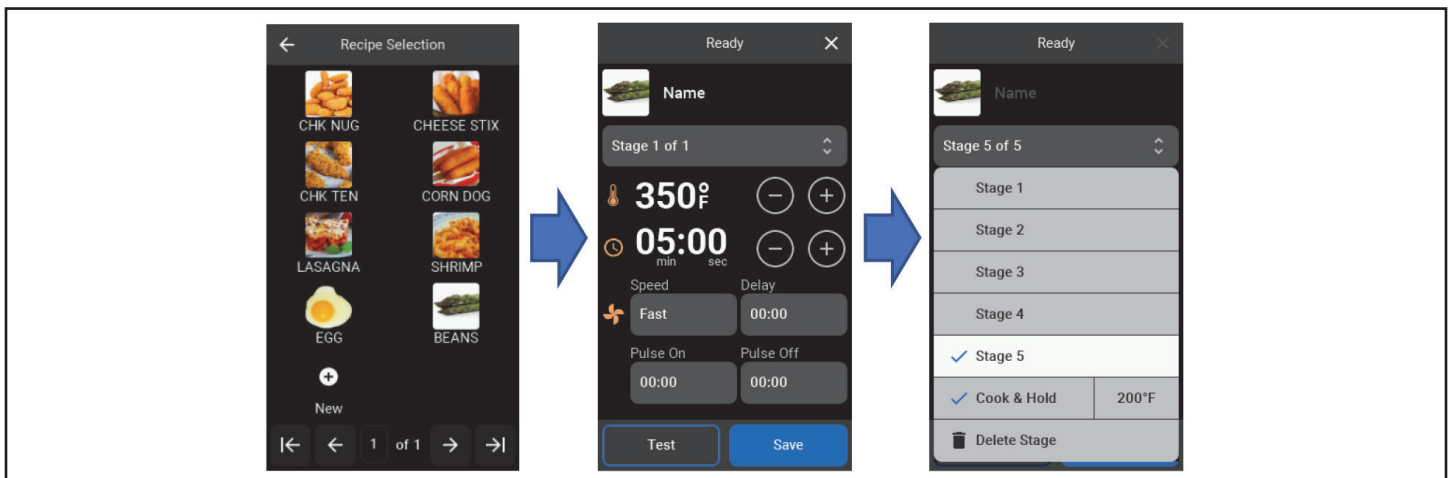 Recipe Selection
CHK NUG
CHEESE STIX
CHK TEN
CORN DOG
LASAGNA
SHRIMP
EGG
BEANS
New
1 of 1
Ready
Name
Stage 1 of 1
350°F
05:00
min sec
Speed
Delay
Fast
00:00
Pulse On
Pulse Off
00:00
00:00
Test
Save
Ready
Name
Stage 5 of 5
Stage 1
Stage 2
Stage 3
Stage 4
Stage 5
Cook & Hold
200°F
Delete Stage